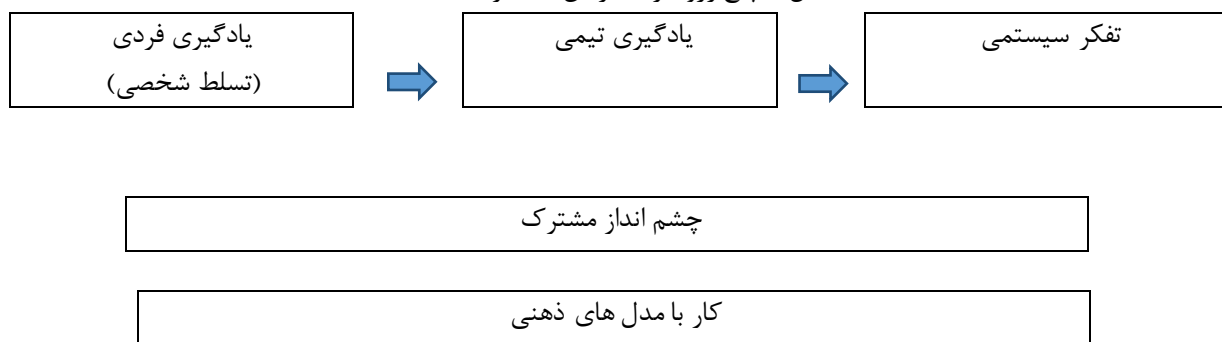 یادگیری فردی
(تسلط شخصی)
یادگیری تیمی
تفکر سیستمی
چشم انداز مشترک
کار با مدل های ذهنی